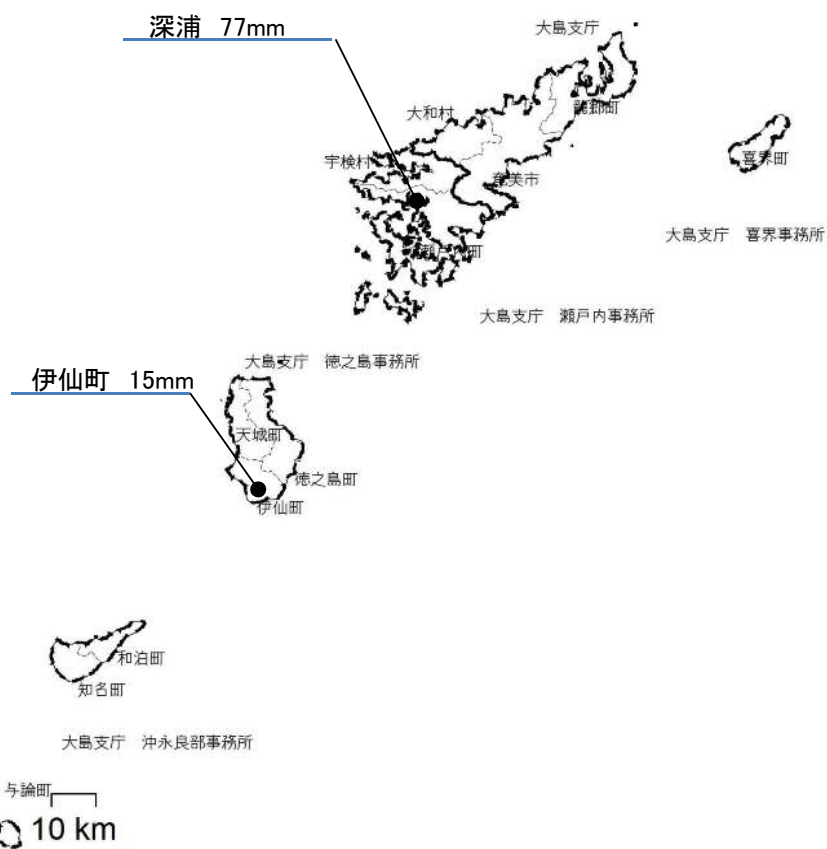 深浦　77mm
大島支庁
龍郷町
大和村
喜界町
宇検村
奄美市
大島支庁　喜界事務所
瀬戸内町
大島支庁　瀬戸内事務所
大島支庁　徳之島事務所
伊仙町　15mm
天城町
徳之島町
伊仙町
和泊町
知名町
大島支庁　沖永良部事務所
与論町
10 km